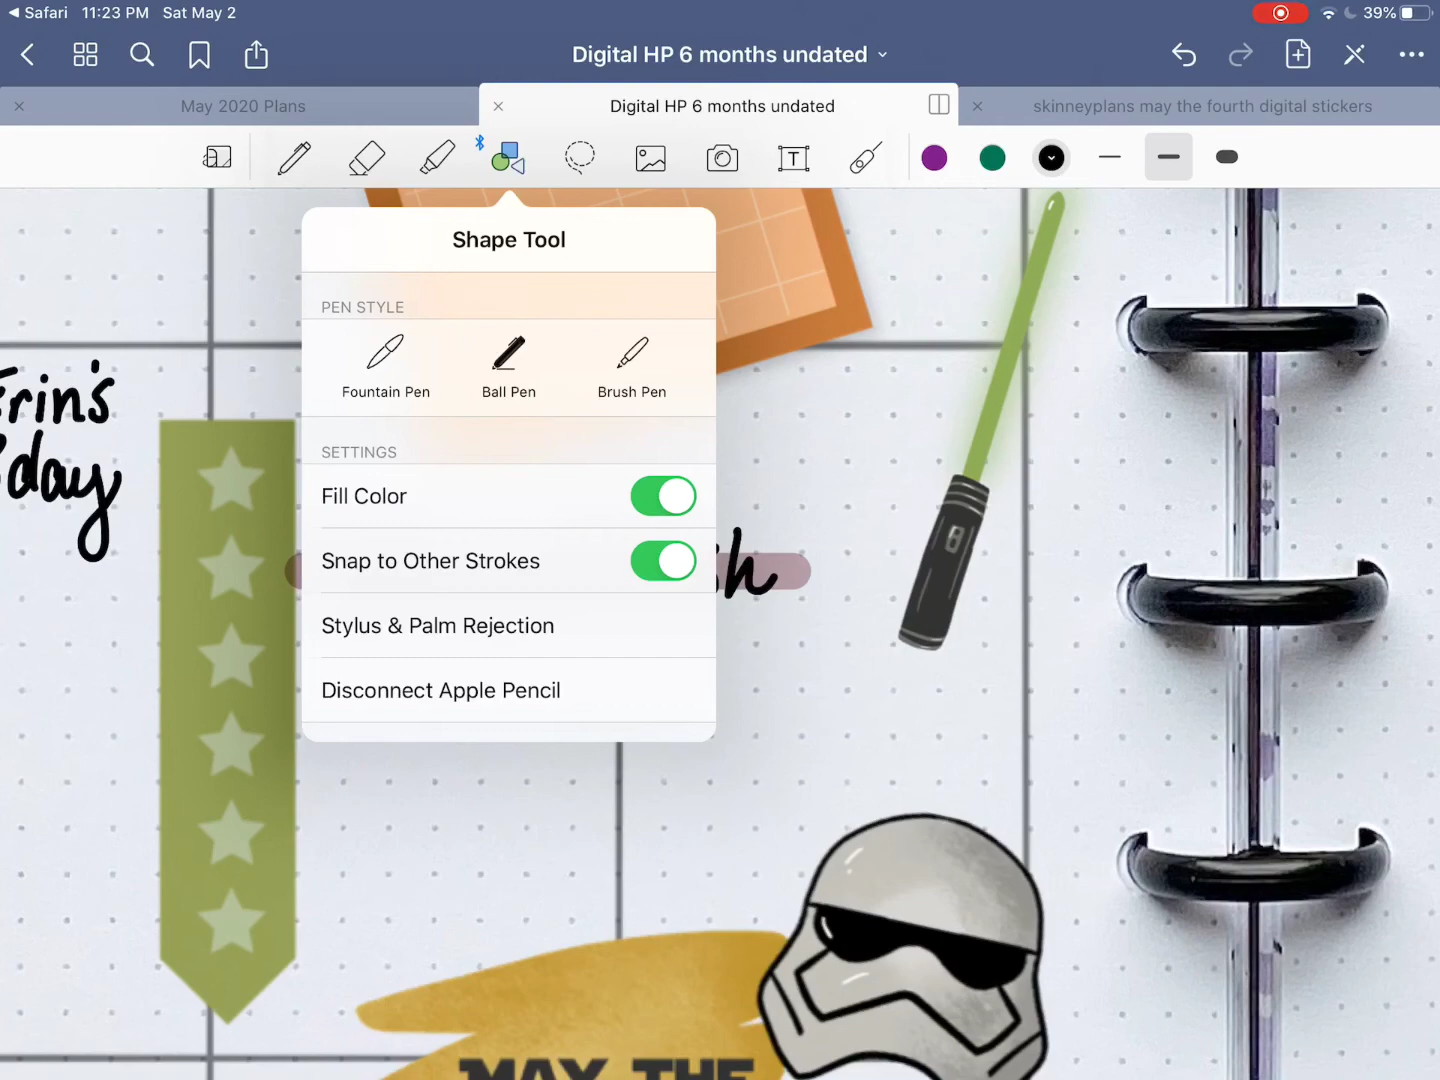 Safari 11:23 PM Sat May 2 39%
Digital HP 6 months undated
May 2020 Plans
Digital HP 6 months undated
skinneyplans may the fourth digital stickers
T
Shape Tool
PEN STYLE
Fountain Pen Ball Pen Brush Pen
SETTINGS
Fill Color
Snap to Other Strokes
Stylus & Palm Rejection
Disconnect Apple Pencil
Erin's
MAY THE